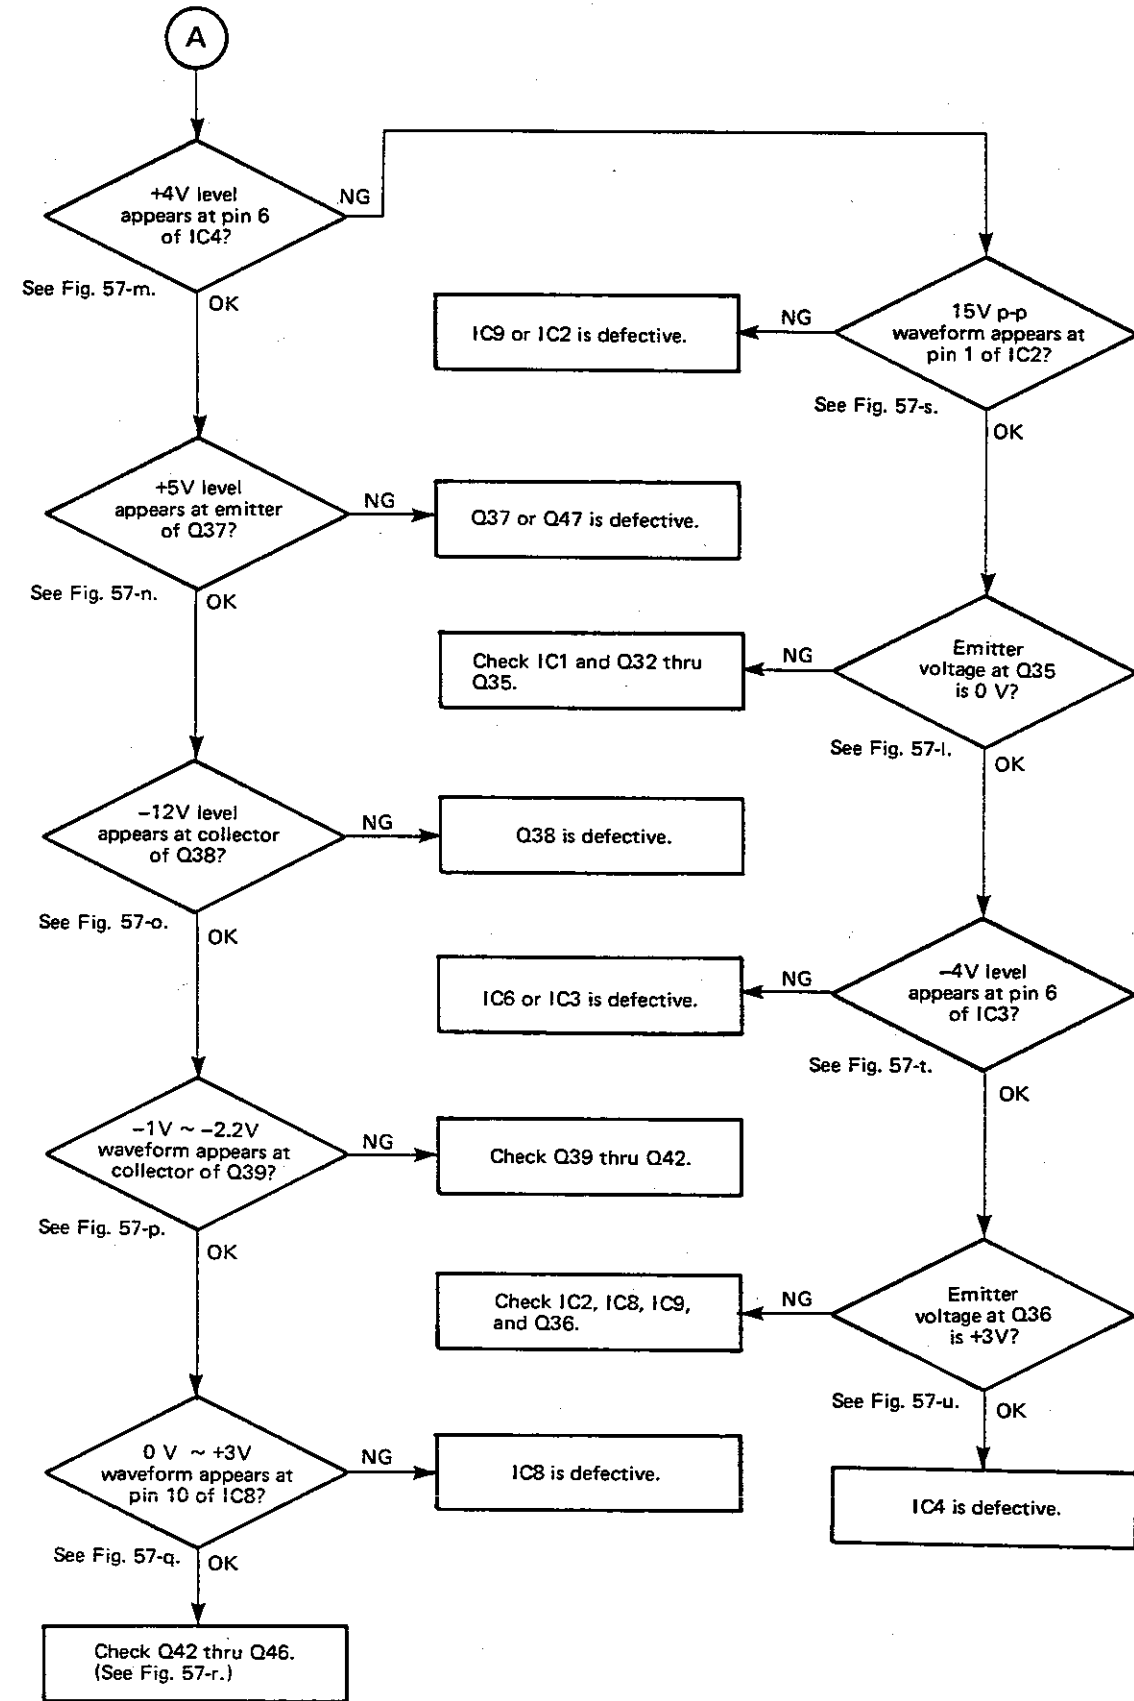 A
+4V level
appears at pin 6
of IC4?
NG
See Fig. 57-m.
OK
15V p-p
waveform appears at
pin 1 of IC2?
NG
IC9 or IC2 is defective.
See Fig. 57-s.
OK
+5V level
appears at emitter
of Q37?
NG
Q37 or Q47 is defective.
See Fig. 57-n.
OK
Emitter
voltage at Q35
is 0 V?
NG
Check IC1 and Q32 thru
Q35.
See Fig. 57-l.
OK
–12V level
appears at collector
of Q38?
NG
Q38 is defective.
See Fig. 57-o.
OK
–4V level
appears at pin 6
of IC3?
NG
IC6 or IC3 is defective.
See Fig. 57-t.
OK
–1V ~ –2.2V
waveform appears at
collector of Q39?
NG
Check Q39 thru Q42.
See Fig. 57-p.
OK
Emitter
voltage at Q36
is +3V?
NG
Check IC2, IC8, IC9,
and Q36.
See Fig. 57-u.
OK
IC4 is defective.
0 V ~ +3V
waveform appears at
pin 10 of IC8?
NG
IC8 is defective.
See Fig. 57-q.
OK
Check Q42 thru Q46.
(See Fig. 57-r.)